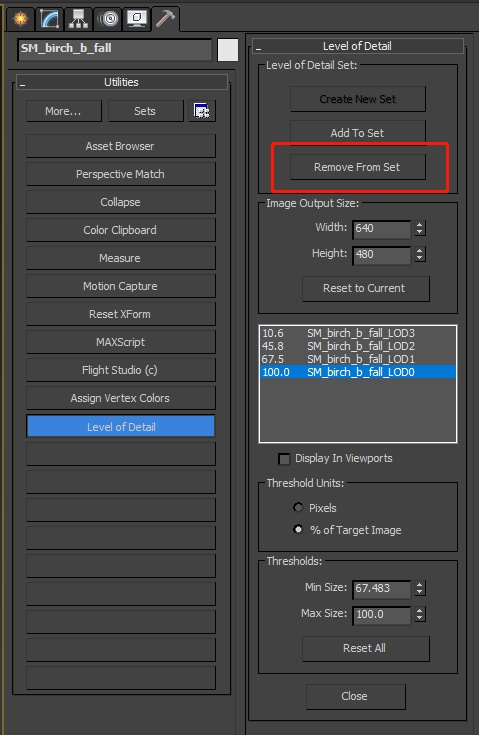 SM_birch_b_fall
Utilities
More...
Sets
Asset Browser
Perspective Match
Collapse
Color Clipboard
Measure
Motion Capture
Reset XForm
MAXScript
Flight Studio (c)
Assign Vertex Colors
Level of Detail
Level of Detail
Level of Detail Set:
Create New Set
Add To Set
Remove From Set
Image Output Size:
Width: 640
Height: 480
Reset to Current
10.6 SM_birch_b_fall_LOD3
45.8 SM_birch_b_fall_LOD2
67.5 SM_birch_b_fall_LOD1
100.0 SM_birch_b_fall_LOD0
Display In Viewports
Threshold Units:
Pixels
% of Target Image
Thresholds:
Min Size: 67.483
Max Size: 100.0
Reset All
Close